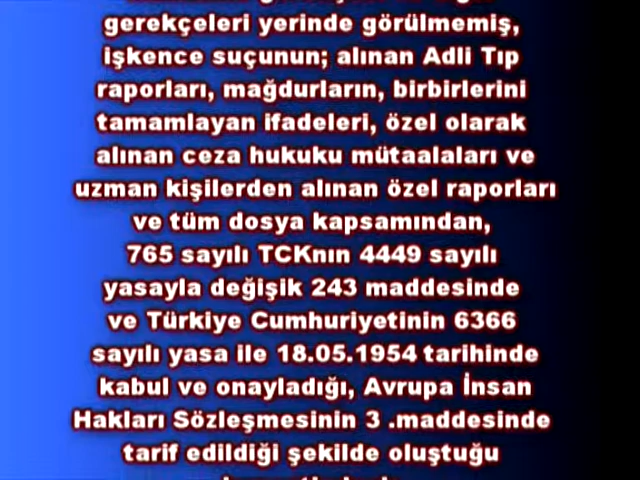 gerekçeleri yerinde görülmemiş,
işkence suçunun; alınan Adli Tıp
raporları, mağdurların, birbirlerini
tamamlayan ifadeleri, özel olarak
alınan ceza hukuku mütaalaları ve
uzman kişilerden alınan özel raporları
ve tüm dosya kapsamından,
765 sayılı TCKnın 4449 sayılı
yasayla değişik 243 maddesinde
ve Türkiye Cumhuriyetinin 6366
sayılı yasa ile 18.05.1954 tarihinde
kabul ve onayladığı, Avrupa İnsan
Hakları Sözleşmesinin 3 .maddesinde
tarif edildiği şekilde oluştuğu